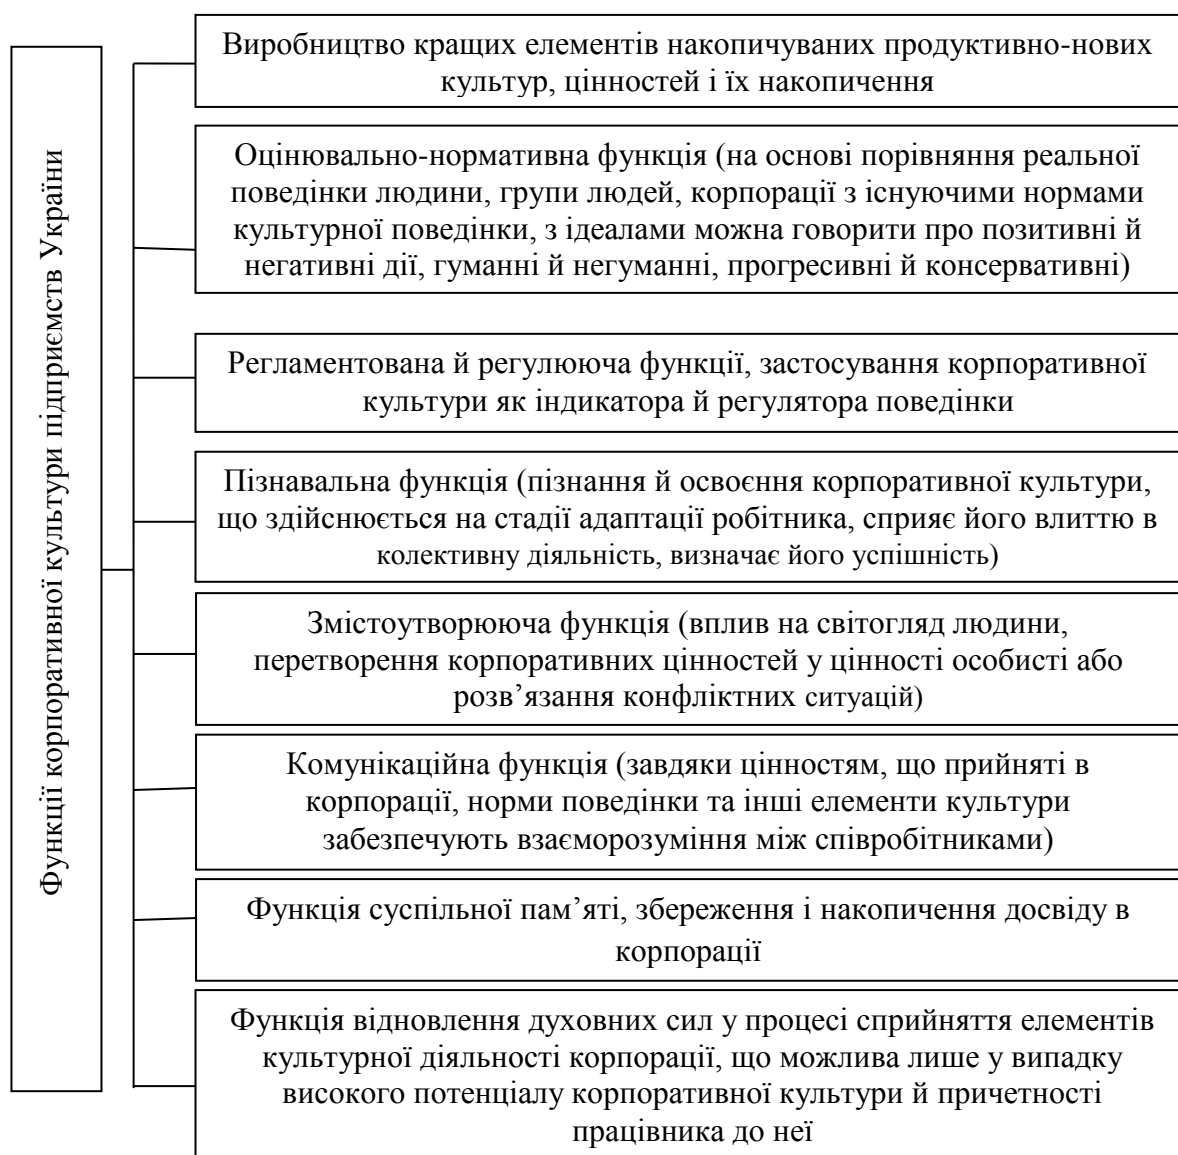 Функції корпоративної культури підприємств України
Виробництво кращих елементів накопичуваних продуктивно-нових
культур, цінностей і їх накопичення
Оцінювально-нормативна функція (на основі порівняння реальної
поведінки людини, групи людей, корпорації з існуючими нормами
культурної поведінки, з ідеалами можна говорити про позитивні й
негативні дії, гуманні й негуманні, прогресивні й консервативні)
Регламентована й регулююча функції, застосування корпоративної
культури як індикатора й регулятора поведінки
Пізнавальна функція (пізнання й освоєння корпоративної культури,
що здійснюється на стадії адаптації робітника, сприяє його влиттю в
колективну діяльність, визначає його успішність)
Змістоутворююча функція (вплив на світогляд людини,
перетворення корпоративних цінностей у цінності особисті або
розв’язання конфліктних ситуацій)
Комунікаційна функція (завдяки цінностям, що прийняті в
корпорації, норми поведінки та інші елементи культури
забезпечують взаєморозуміння між співробітниками)
Функція суспільної пам’яті, збереження і накопичення досвіду в
корпорації
Функція відновлення духовних сил у процесі сприйняття елементів
культурної діяльності корпорації, що можлива лише у випадку
високого потенціалу корпоративної культури й причетності
працівника до неї